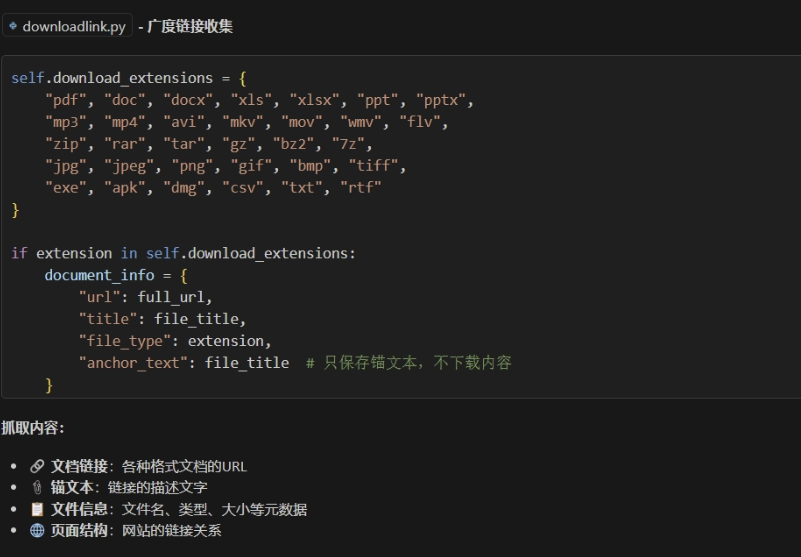 downloadlink.py - 广度链接收集
self.download_extensions = {
    "pdf", "doc", "docx", "xls", "xlsx", "ppt", "pptx",
    "mp3", "mp4", "avi", "mkv", "mov", "wmv", "flv",
    "zip", "rar", "tar", "gz", "bz2", "7z",
    "jpg", "jpeg", "png", "gif", "bmp", "tiff",
    "exe", "apk", "dmg", "csv", "txt", "rtf"
}
if extension in self.download_extensions:
    document_info = {
        "url": full_url,
        "title": file_title,
        "file_type": extension,
        "anchor_text": file_title  # 只保存锚文本，不下载内容
    }
抓取内容：
• 🔗 文档链接：各种格式文档的URL
• 📎 锚文本：链接的描述文字
• 📋 文件信息：文件名、类型、大小等元数据
• 🌐 页面结构：网站的链接关系